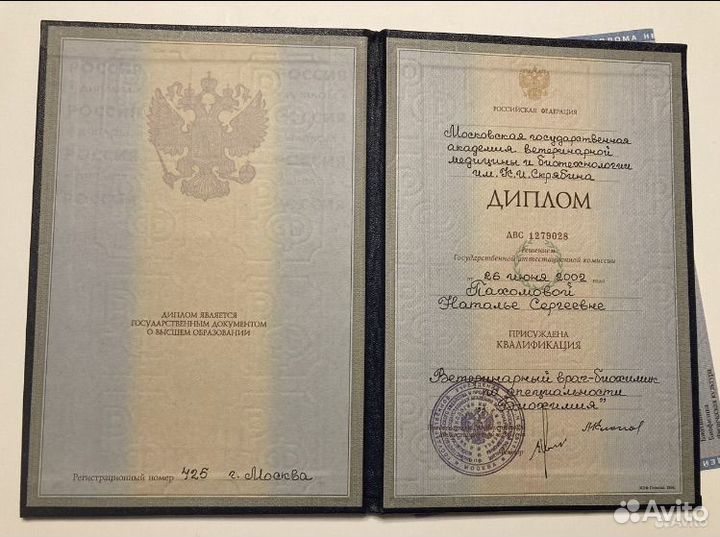 ДИПЛОМ ЯВЛЯЕТСЯ
ГОСУДАРСТВЕННЫМ ДОКУМЕНТОМ
О ВЫСШЕМ ОБРАЗОВАНИИ
Регистрационный номер 425 г. Москва
РОССИЙСКАЯ ФЕДЕРАЦИЯ
Московская государственная
академия ветеринарной
медицины и биотехнологии
им. К.И. Скрябина
ДИПЛОМ
ДВС 1279028
Решением
Государственной аттестационной комиссии
от 26 июня 2002 года
Пахомовой
Наталье Сергеевне
ПРИСУЖДЕНА
КВАЛИФИКАЦИЯ
Ветеринарный врач-биохимик
по специальности
"Биохимия"
Avito